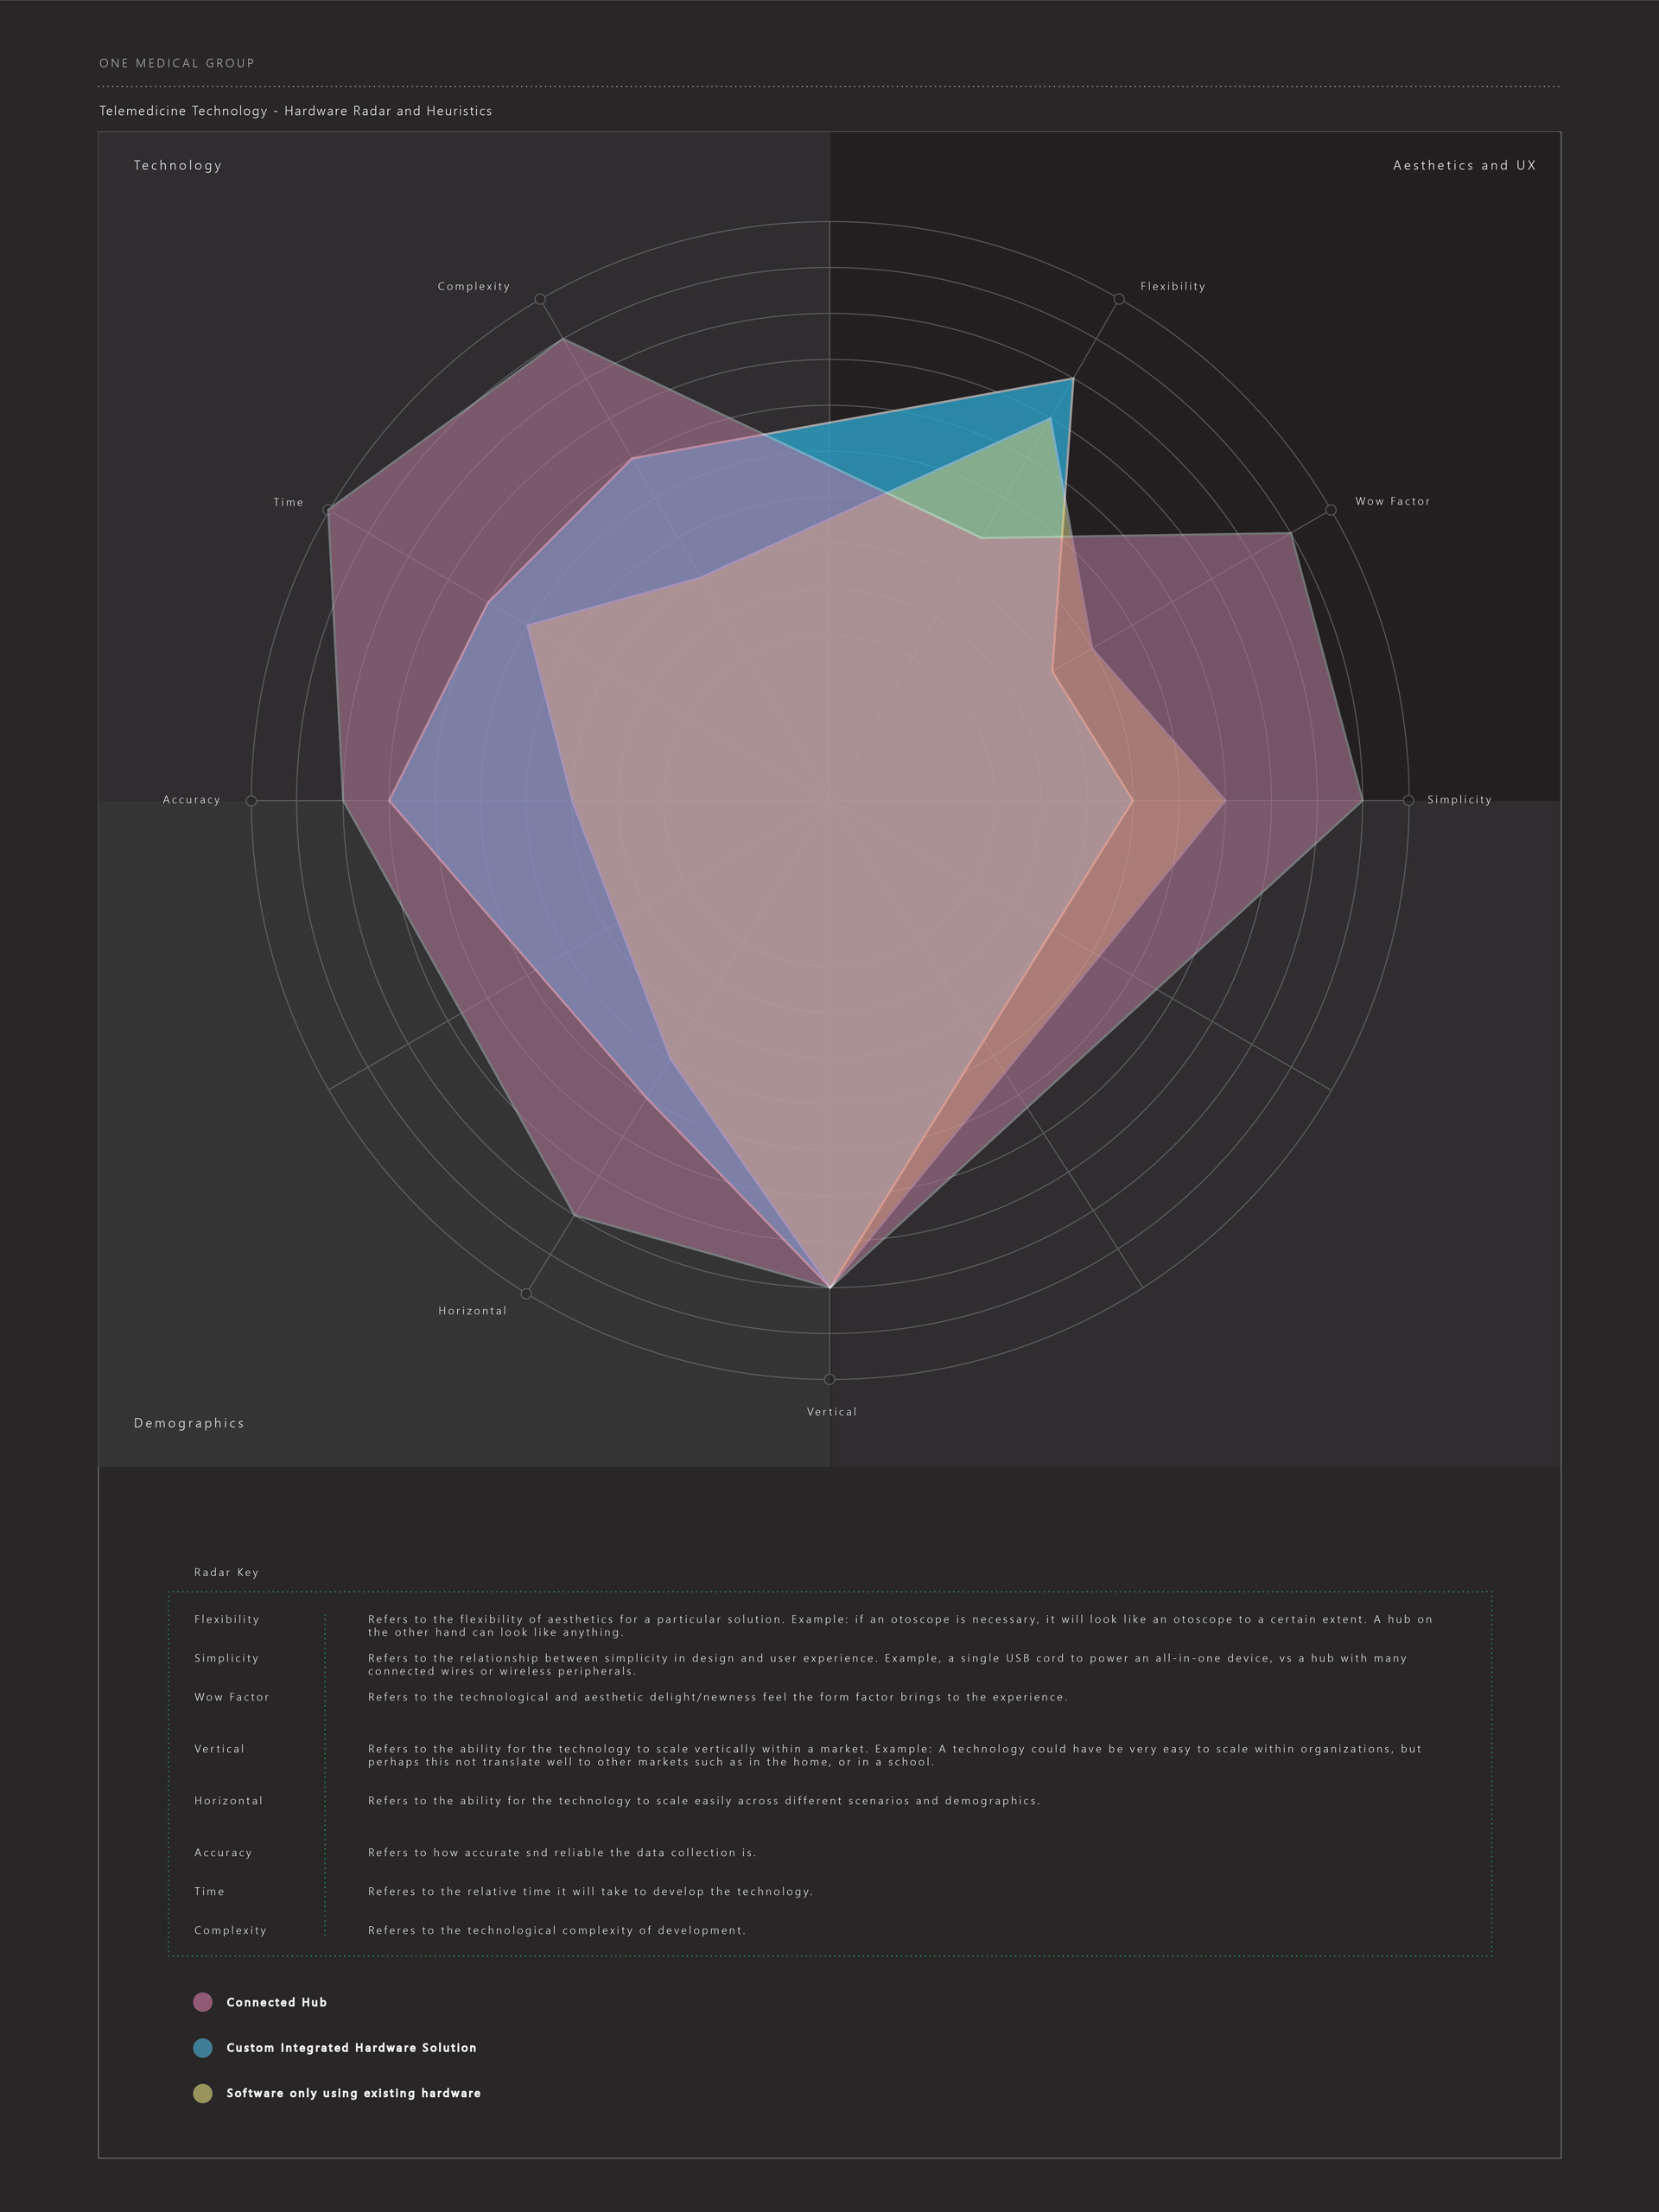 ONE MEDICAL GROUP
Telemedicine Technology - Hardware Radar and Heuristics
Technology
Aesthetics and UX
Complexity
Flexibility
Time
Wow Factor
Accuracy
Simplicity
Horizontal
Vertical
Demographics
Radar Key
Flexibility
Refers to the flexibility of aesthetics for a particular solution. Example: if an otoscope is necessary, it will look like an otoscope to a certain extent. A hub on
the other hand can look like anything.
Simplicity
Refers to the relationship between simplicity in design and user experience. Example, a single USB cord to power an all-in-one device, vs a hub with many
connected wires or wireless peripherals.
Wow Factor
Refers to the technological and aesthetic delight/newness feel the form factor brings to the experience.
Vertical
Refers to the ability for the technology to scale vertically within a market. Example: A technology could have be very easy to scale within organizations, but
perhaps this not translate well to other markets such as in the home, or in a school.
Horizontal
Refers to the ability for the technology to scale easily across different scenarios and demographics.
Accuracy
Refers to how accurate snd reliable the data collection is.
Time
Referes to the relative time it will take to develop the technology.
Complexity
Referes to the technological complexity of development.
Connected Hub
Custom Integrated Hardware Solution
Software only using existing hardware